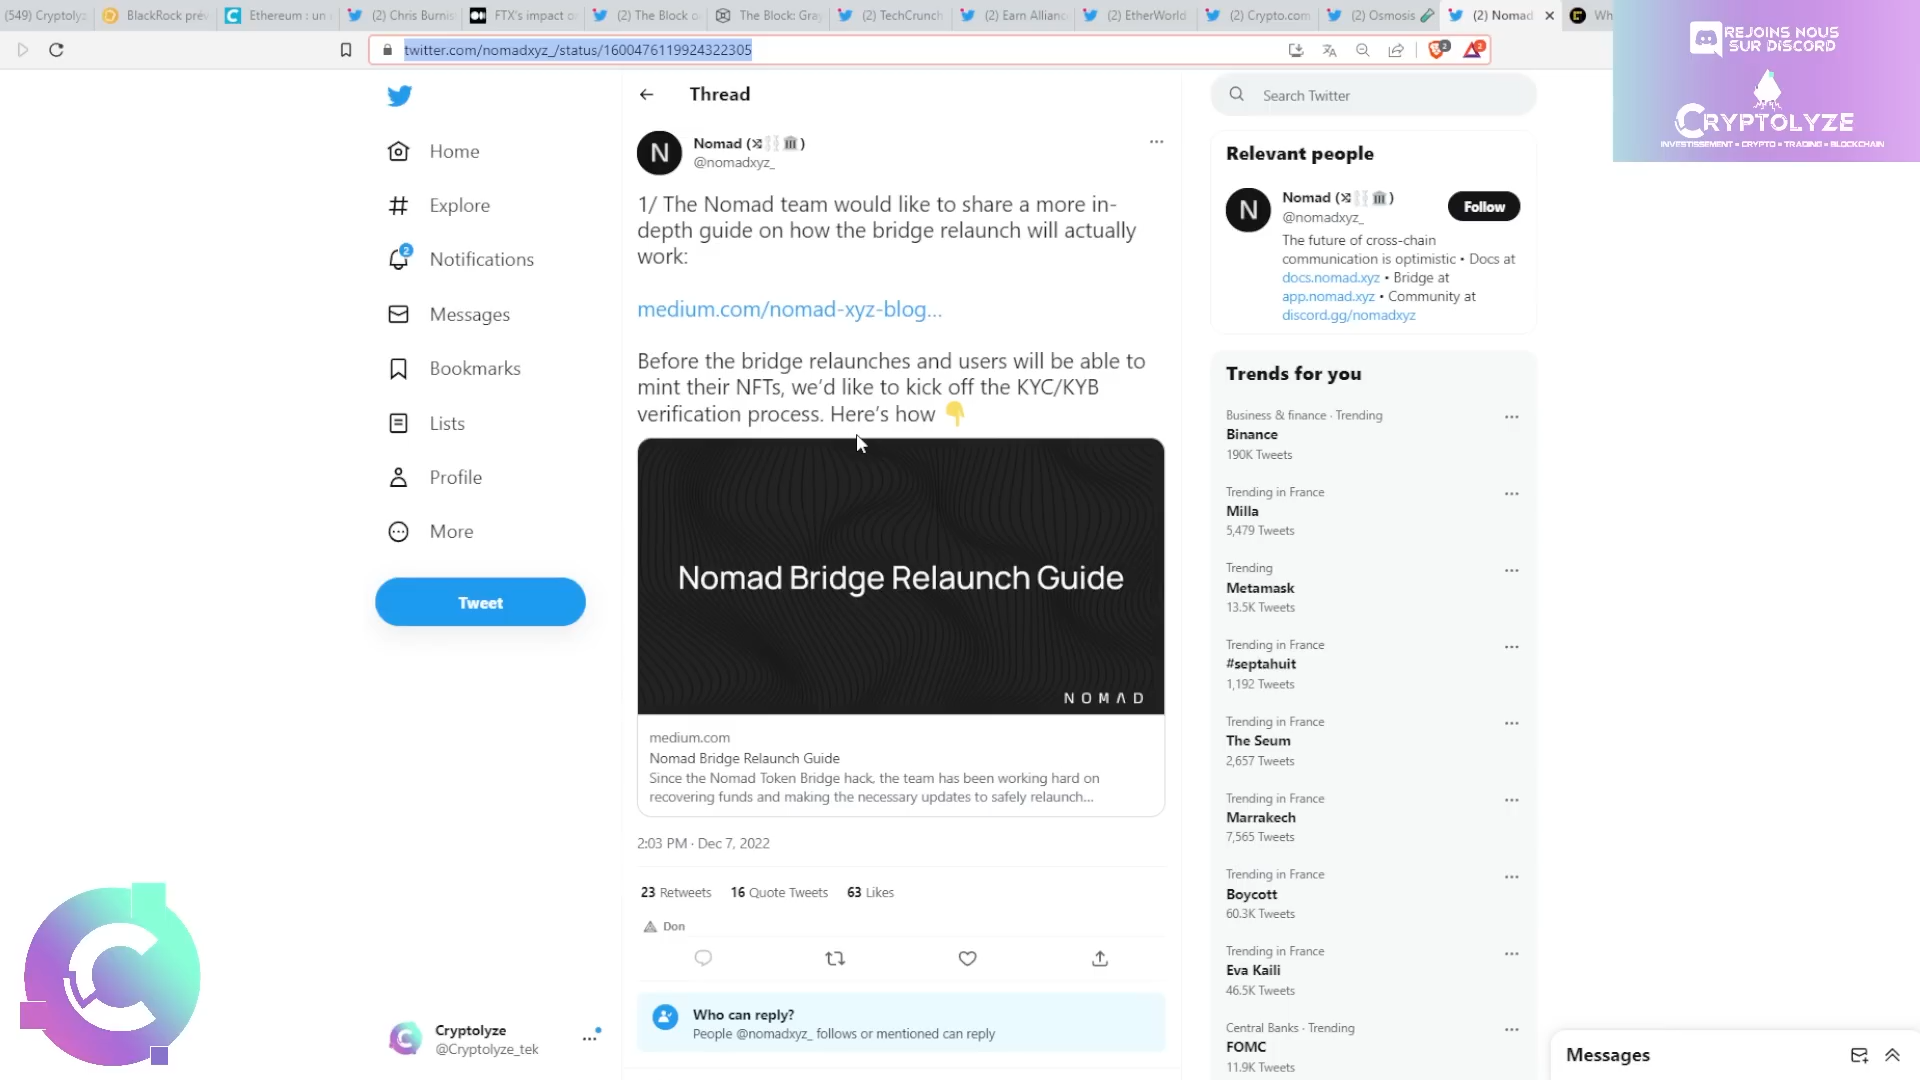 (549) Cryptolyz
BlackRock prév
Ethereum : un
(2) Chris Burnis
FTX's impact o
(2) The Block o
The Block: Gra
(2) TechCrunch
(2) Earn Allianc
(2) EtherWorld
(2) Crypto.com
(2) Osmosis
(2) Nomad
Wh
twitter.com/nomadxyz_/status/1600476119924322305
2
2
REJOINS NOUS
SUR DISCORD
CRYPTOLYZE
INVESTISSEMENT • CRYPTO • TRADING • BLOCKCHAIN
Home
Explore
2
Notifications
Messages
Bookmarks
Lists
Profile
More
Tweet
Cryptolyze
@Cryptolyze_tek
Thread
N
Nomad (⤭⛓🏛)
@nomadxyz_
1/ The Nomad team would like to share a more in-
depth guide on how the bridge relaunch will actually
work:
medium.com/nomad-xyz-blog…
Before the bridge relaunches and users will be able to
mint their NFTs, we'd like to kick off the KYC/KYB
verification process. Here's how 👇
Nomad Bridge Relaunch Guide
NOMAD
medium.com
Nomad Bridge Relaunch Guide
Since the Nomad Token Bridge hack, the team has been working hard on
recovering funds and making the necessary updates to safely relaunch...
2:03 PM · Dec 7, 2022
23 Retweets 16 Quote Tweets 63 Likes
Don
Who can reply?
People @nomadxyz_ follows or mentioned can reply
Search Twitter
Relevant people
N
Nomad (⤭⛓🏛)
@nomadxyz_
Follow
The future of cross-chain
communication is optimistic • Docs at
docs.nomad.xyz • Bridge at
app.nomad.xyz • Community at
discord.gg/nomadxyz
Trends for you
Business & finance · Trending
Binance
190K Tweets
Trending in France
Milla
5,479 Tweets
Trending
Metamask
13.5K Tweets
Trending in France
#septahuit
1,192 Tweets
Trending in France
The Seum
2,657 Tweets
Trending in France
Marrakech
7,565 Tweets
Trending in France
Boycott
60.3K Tweets
Trending in France
Eva Kaili
46.5K Tweets
Central Banks · Trending
FOMC
11.9K Tweets
Messages